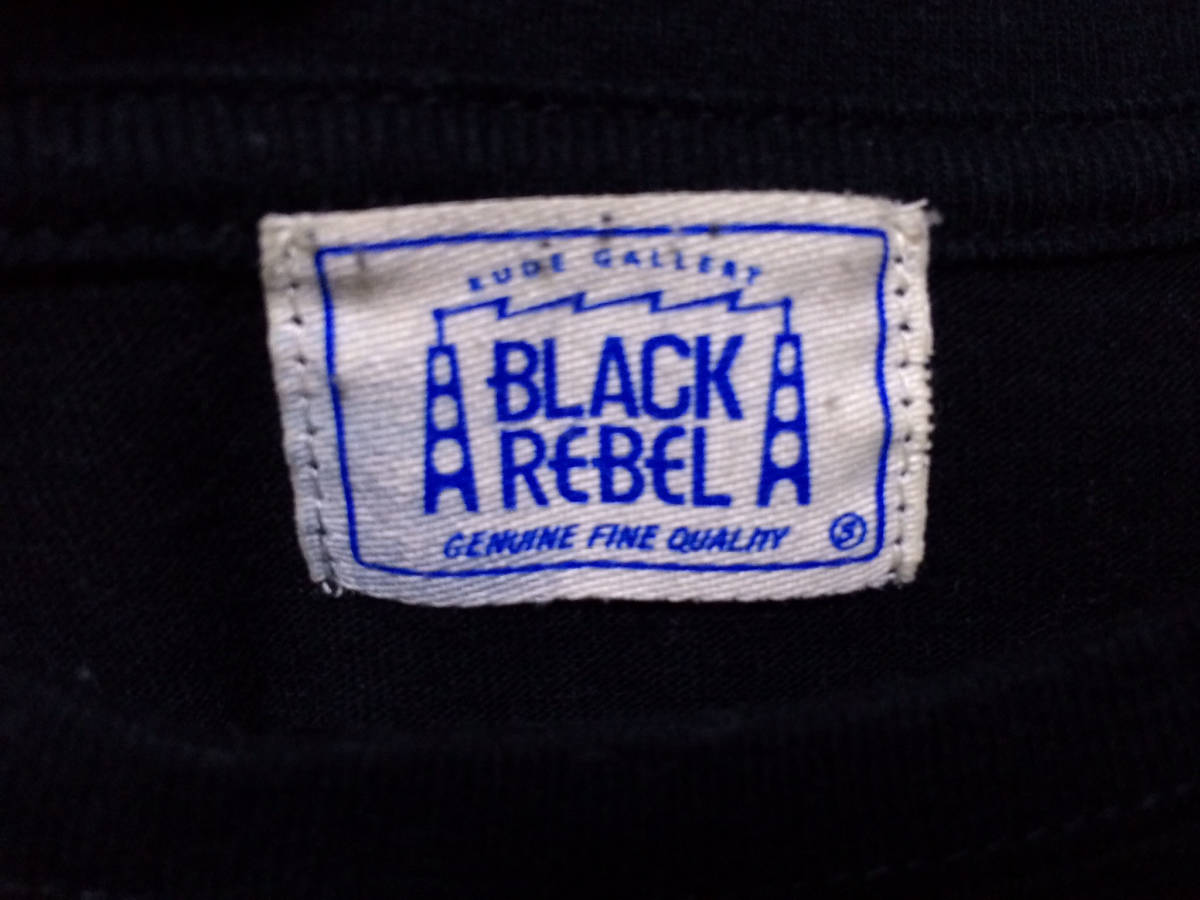 RUDE GALLERY
BLACK
REBEL
GENUINE FINE QUALITY